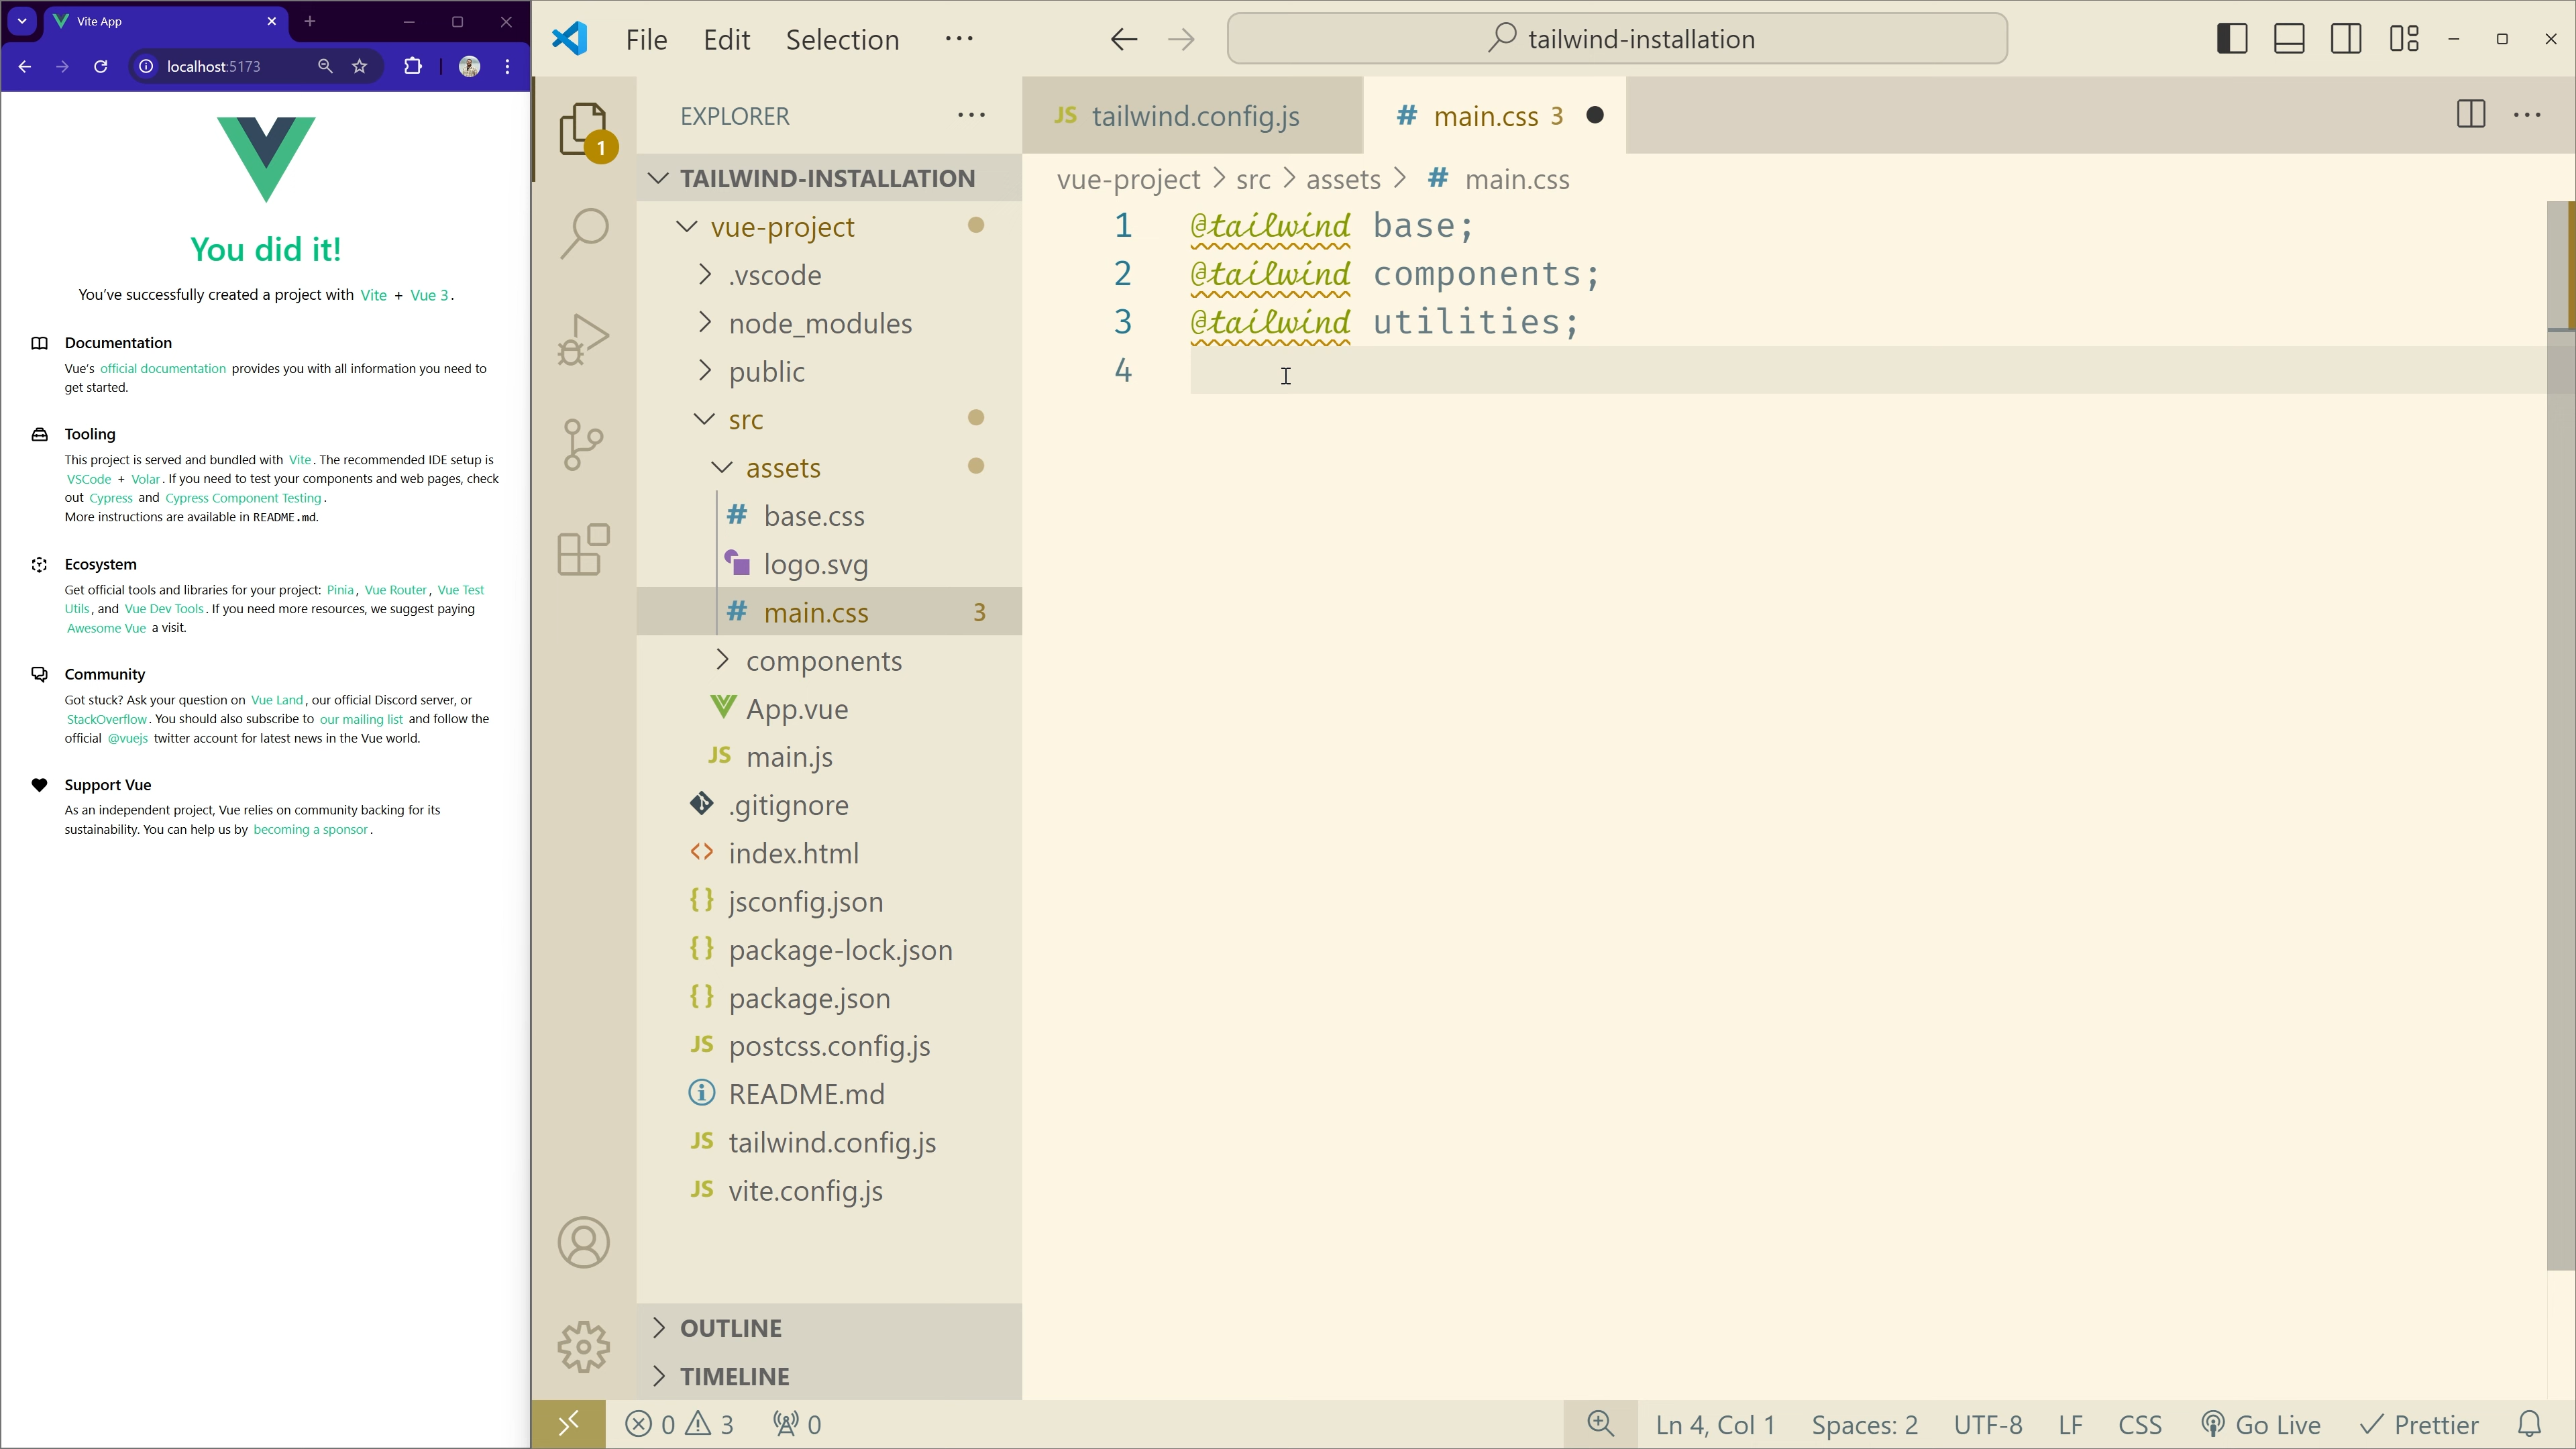 Vite App
localhost:5173
You did it!
You've successfully created a project with Vite + Vue 3.
Documentation
Vue's official documentation provides you with all information you need to
get started.
Tooling
This project is served and bundled with Vite. The recommended IDE setup is
VSCode + Volar. If you need to test your components and web pages, check
out Cypress and Cypress Component Testing.
More instructions are available in README.md.
Ecosystem
Get official tools and libraries for your project: Pinia, Vue Router, Vue Test
Utils, and Vue Dev Tools. If you need more resources, we suggest paying
Awesome Vue a visit.
Community
Got stuck? Ask your question on Vue Land, our official Discord server, or
StackOverflow. You should also subscribe to our mailing list and follow the
official @vuejs twitter account for latest news in the Vue world.
Support Vue
As an independent project, Vue relies on community backing for its
sustainability. You can help us by becoming a sponsor.
File Edit Selection ···
tailwind-installation
1
EXPLORER ···
TAILWIND-INSTALLATION
vue-project
.vscode
node_modules
public
src
assets
# base.css
logo.svg
# main.css 3
components
App.vue
JS main.js
.gitignore
<> index.html
{} jsconfig.json
{} package-lock.json
{} package.json
JS postcss.config.js
README.md
JS tailwind.config.js
JS vite.config.js
OUTLINE
TIMELINE
JS tailwind.config.js
# main.css 3
vue-project > src > assets > # main.css
1 @tailwind base;
2 @tailwind components;
3 @tailwind utilities;
4
0 3 0
Ln 4, Col 1 Spaces: 2 UTF-8 LF CSS Go Live Prettier